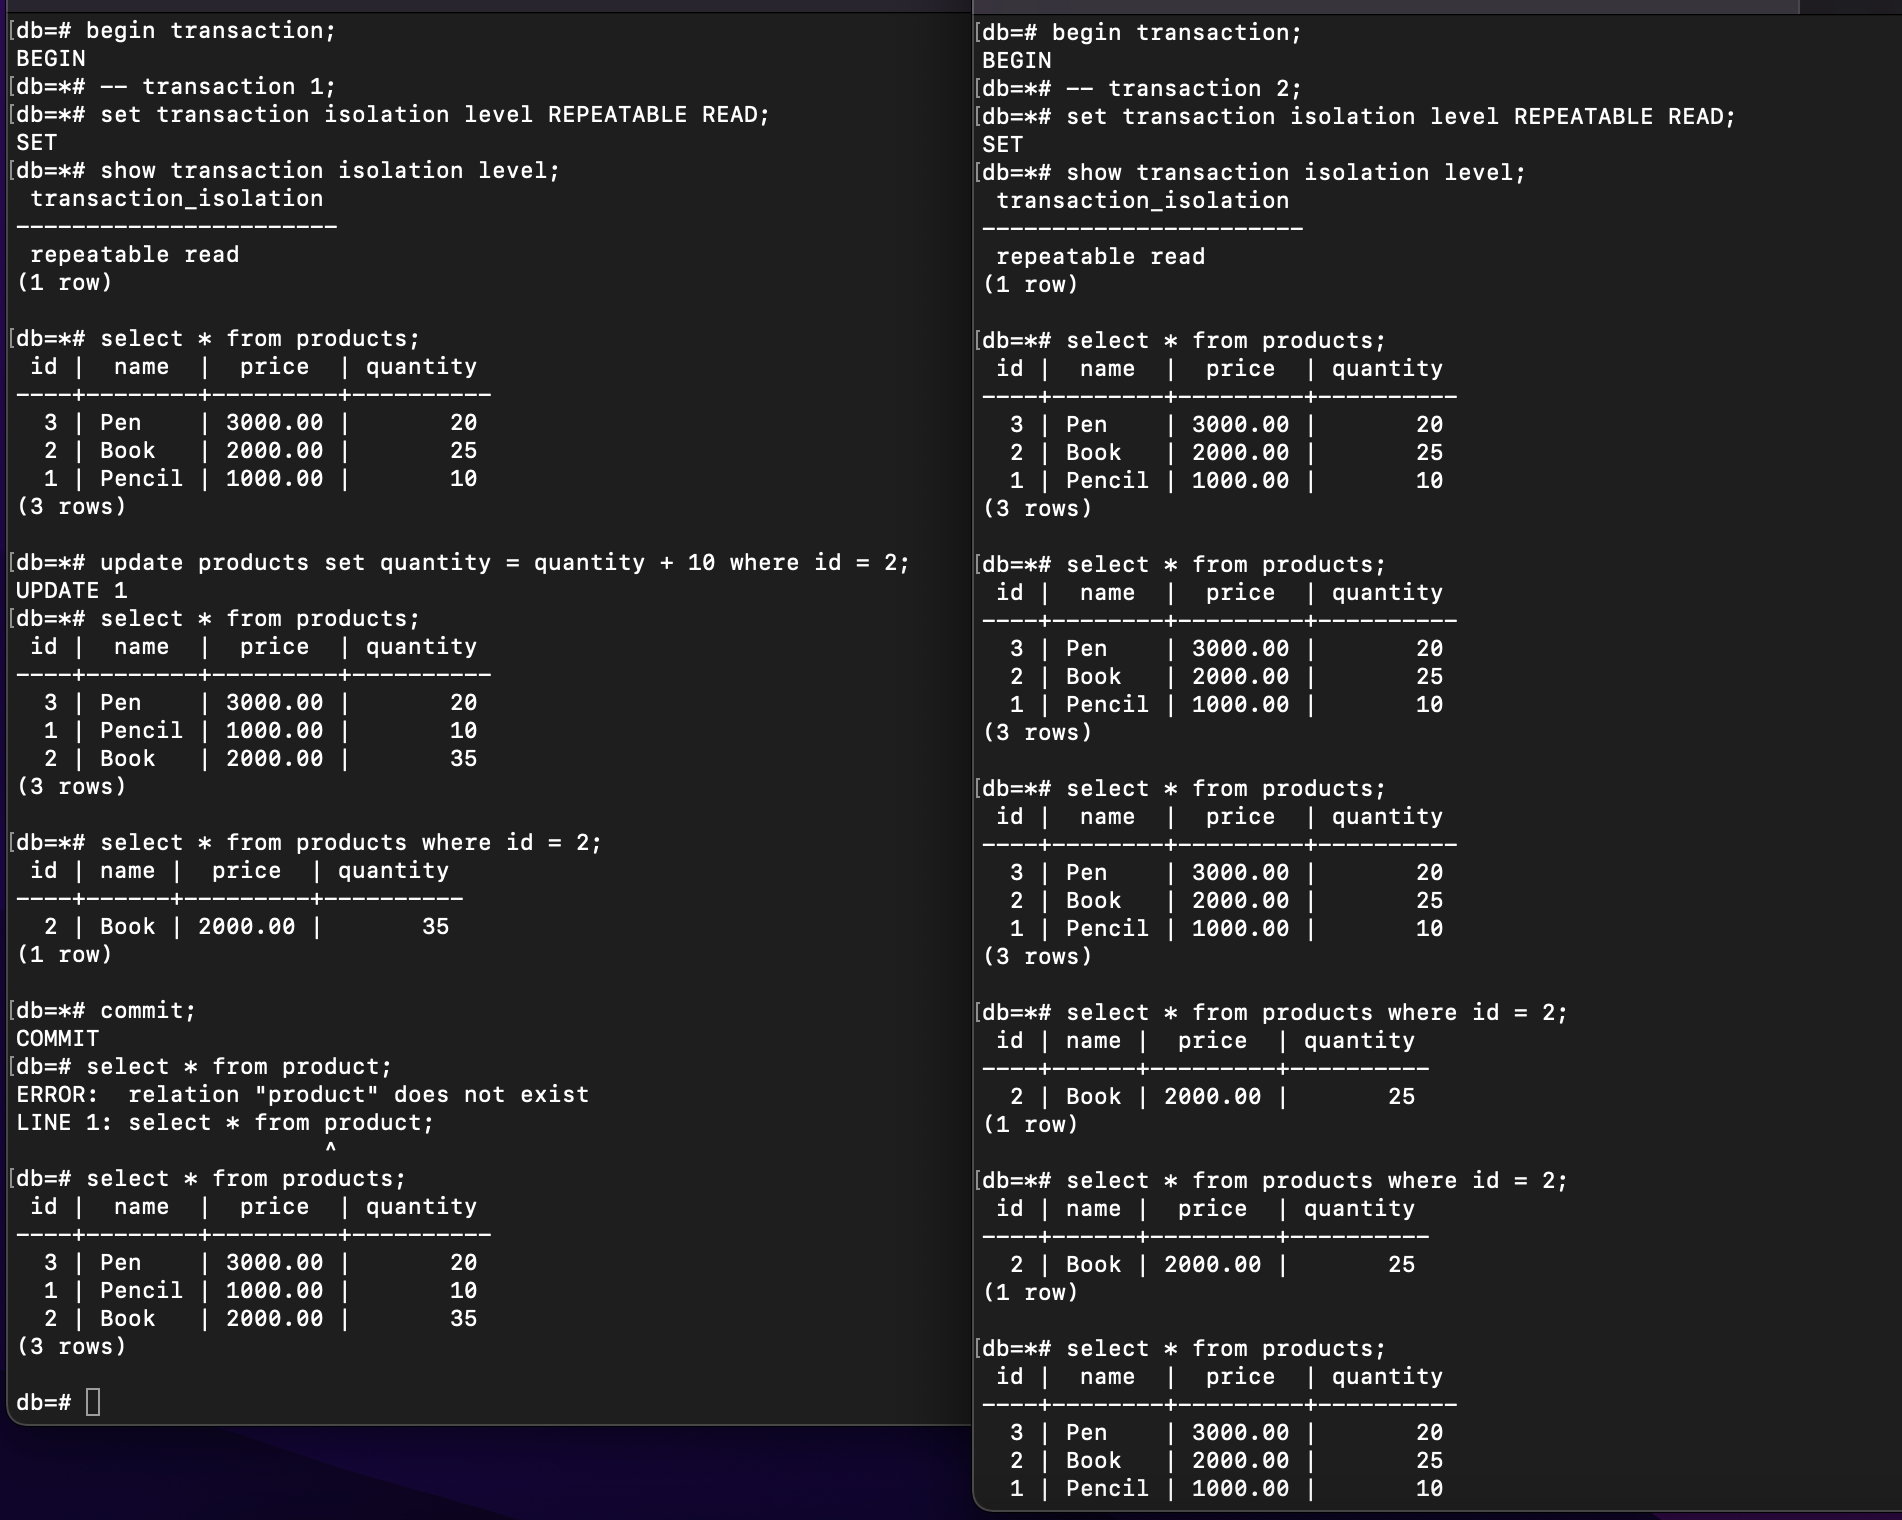 [db=# begin transaction;
BEGIN
[db=*# -- transaction 1;
[db=*# set transaction isolation level REPEATABLE READ;
SET
[db=*# show transaction isolation level;
 transaction_isolation
-----------------------
 repeatable read
(1 row)

[db=*# select * from products;
 id |  name  |  price  | quantity
----+--------+---------+----------
  3 | Pen    | 3000.00 |       20
  2 | Book   | 2000.00 |       25
  1 | Pencil | 1000.00 |       10
(3 rows)

[db=*# update products set quantity = quantity + 10 where id = 2;
UPDATE 1
[db=*# select * from products;
 id |  name  |  price  | quantity
----+--------+---------+----------
  3 | Pen    | 3000.00 |       20
  1 | Pencil | 1000.00 |       10
  2 | Book   | 2000.00 |       35
(3 rows)

[db=*# select * from products where id = 2;
 id | name |  price  | quantity
----+------+---------+----------
  2 | Book | 2000.00 |       35
(1 row)

[db=*# commit;
COMMIT
[db=# select * from product;
ERROR:  relation "product" does not exist
LINE 1: select * from product;
                      ^
[db=# select * from products;
 id |  name  |  price  | quantity
----+--------+---------+----------
  3 | Pen    | 3000.00 |       20
  1 | Pencil | 1000.00 |       10
  2 | Book   | 2000.00 |       35
(3 rows)

db=#
[db=# begin transaction;
BEGIN
[db=*# -- transaction 2;
[db=*# set transaction isolation level REPEATABLE READ;
SET
[db=*# show transaction isolation level;
 transaction_isolation
-----------------------
 repeatable read
(1 row)

[db=*# select * from products;
 id |  name  |  price  | quantity
----+--------+---------+----------
  3 | Pen    | 3000.00 |       20
  2 | Book   | 2000.00 |       25
  1 | Pencil | 1000.00 |       10
(3 rows)

[db=*# select * from products;
 id |  name  |  price  | quantity
----+--------+---------+----------
  3 | Pen    | 3000.00 |       20
  2 | Book   | 2000.00 |       25
  1 | Pencil | 1000.00 |       10
(3 rows)

[db=*# select * from products;
 id |  name  |  price  | quantity
----+--------+---------+----------
  3 | Pen    | 3000.00 |       20
  2 | Book   | 2000.00 |       25
  1 | Pencil | 1000.00 |       10
(3 rows)

[db=*# select * from products where id = 2;
 id | name |  price  | quantity
----+------+---------+----------
  2 | Book | 2000.00 |       25
(1 row)

[db=*# select * from products where id = 2;
 id | name |  price  | quantity
----+------+---------+----------
  2 | Book | 2000.00 |       25
(1 row)

[db=*# select * from products;
 id |  name  |  price  | quantity
----+--------+---------+----------
  3 | Pen    | 3000.00 |       20
  2 | Book   | 2000.00 |       25
  1 | Pencil | 1000.00 |       10